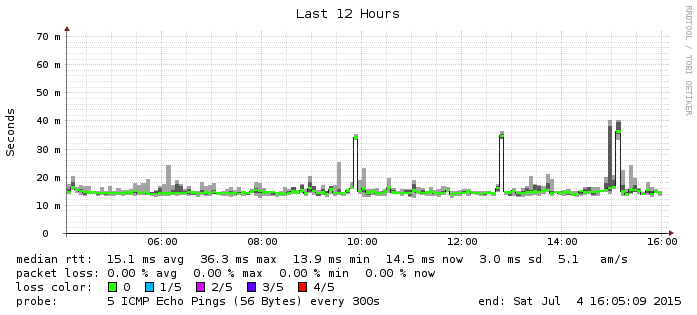 Last 12 Hours
RRDTOOL / TOBI OETIKER
Seconds
70 m
60 m
50 m
40 m
30 m
20 m
10 m
0
06:00 08:00 10:00 12:00 14:00 16:00
median rtt: 15.1 ms avg 36.3 ms max 13.9 ms min 14.5 ms now 3.0 ms sd 5.1 am/s
packet loss: 0.00 % avg 0.00 % max 0.00 % min 0.00 % now
loss color: 0 1/5 2/5 3/5 4/5
probe: 5 ICMP Echo Pings (56 Bytes) every 300s end: Sat Jul 4 16:05:09 2015